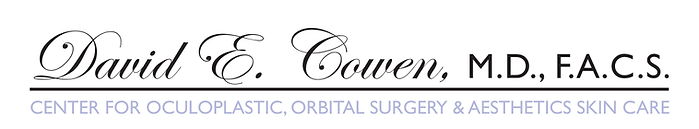 David E. Cowen, M.D., F.A.C.S.
CENTER FOR OCULOPLASTIC, ORBITAL SURGERY & AESTHETICS SKIN CARE